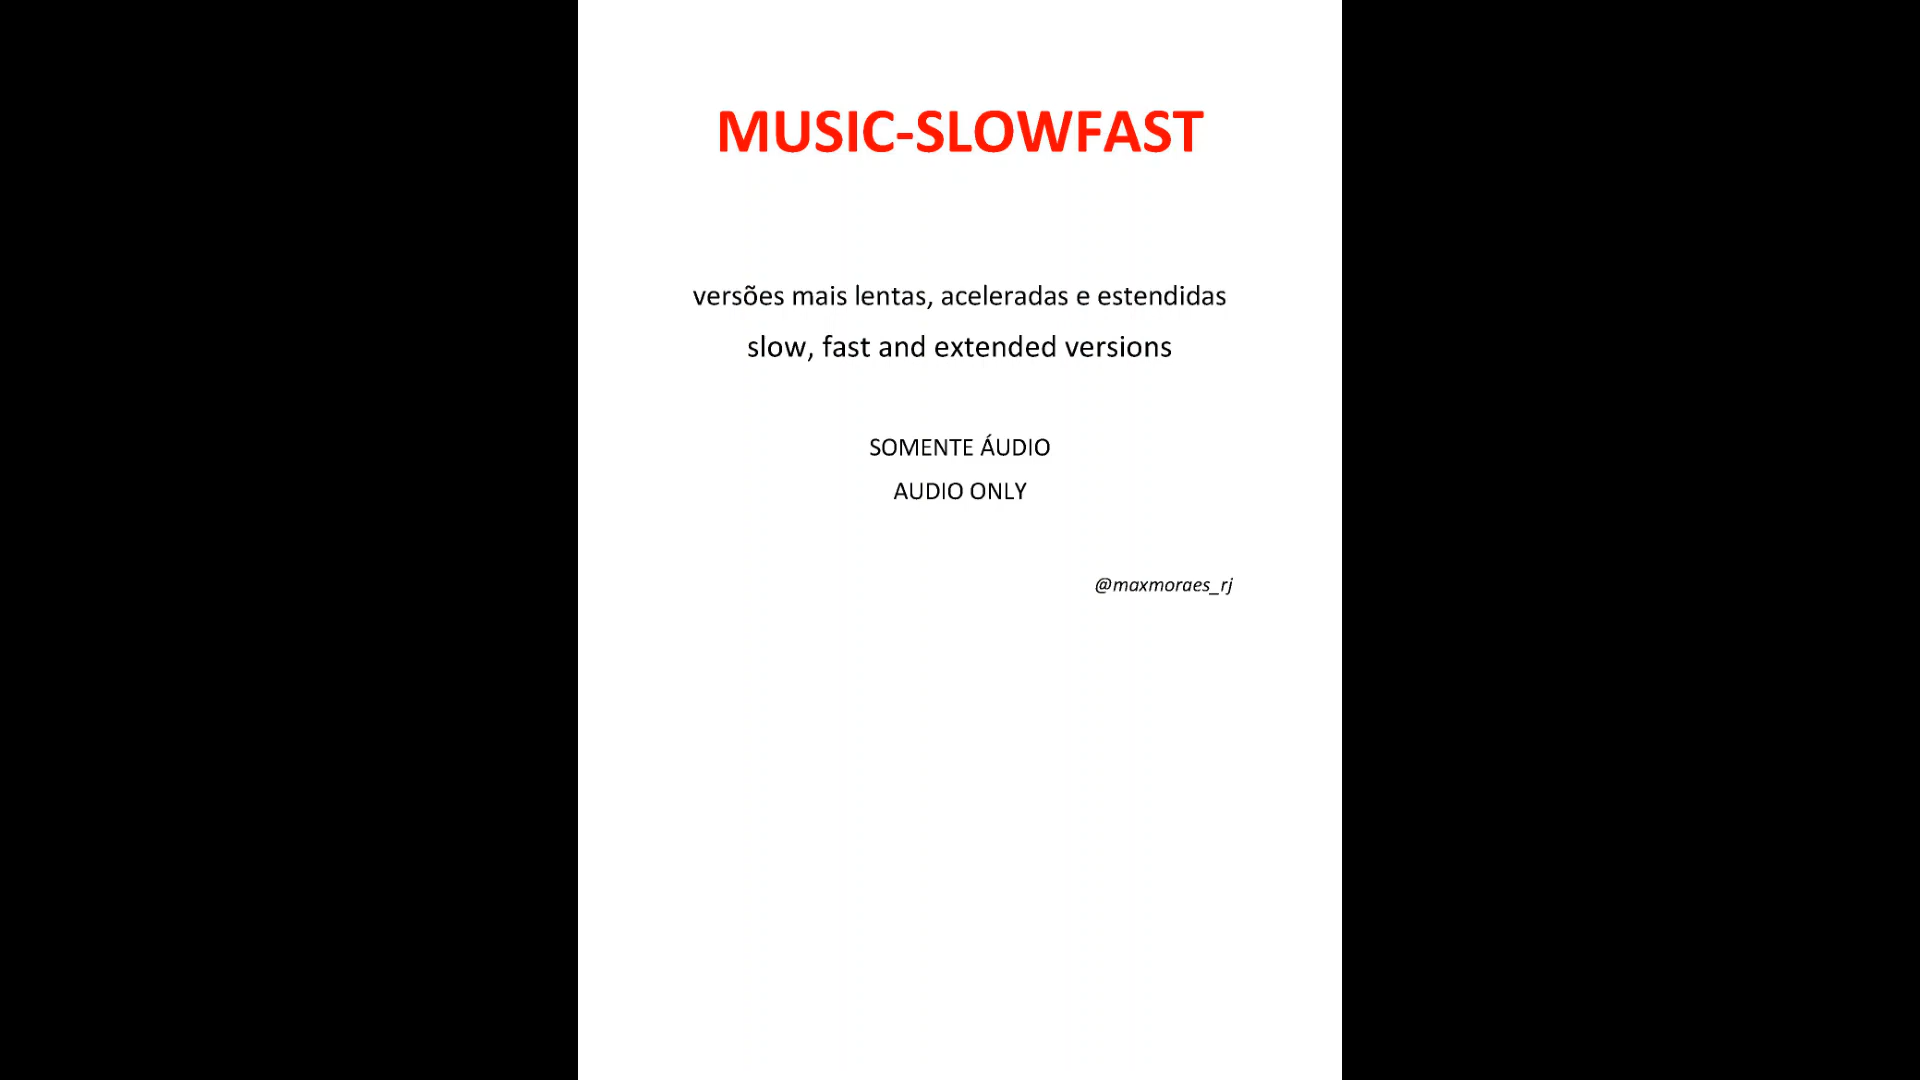 MUSIC-SLOWFAST
versões mais lentas, aceleradas e estendidas
slow, fast and extended versions
SOMENTE ÁUDIO
AUDIO ONLY
@maxmoraes_rj